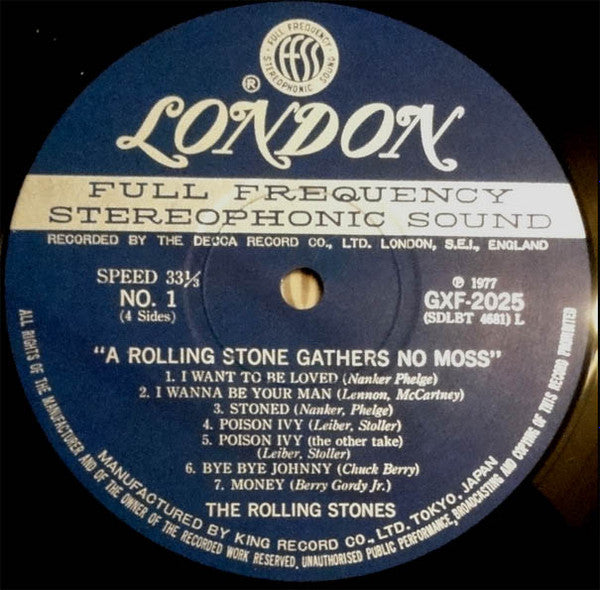 FULL FREQUENCY
ffss
STEREOPHONIC SOUND
®
LONDON
FULL FREQUENCY
STEREOPHONIC SOUND
RECORDED BY THE DECCA RECORD CO., LTD. LONDON, S.E.I., ENGLAND
SPEED 33⅓
NO. 1
(4 Sides)
℗ 1977
GXF-2025
(SDLBT 4681) L
"A ROLLING STONE GATHERS NO MOSS"
1. I WANT TO BE LOVED (Nanker Phelge)
2. I WANNA BE YOUR MAN (Lennon, McCartney)
3. STONED (Nanker, Phelge)
4. POISON IVY (Leiber, Stoller)
5. POISON IVY (the other take)
(Leiber, Stoller)
6. BYE BYE JOHNNY (Chuck Berry)
7. MONEY (Berry Gordy Jr.)
THE ROLLING STONES
MANUFACTURED BY KING RECORD CO., LTD. TOKYO, JAPAN
ALL RIGHTS OF THE MANUFACTURER AND OF THE OWNER OF THE RECORDED WORK RESERVED. UNAUTHORISED PUBLIC PERFORMANCE, BROADCASTING AND COPYING OF THIS RECORD PROHIBITED